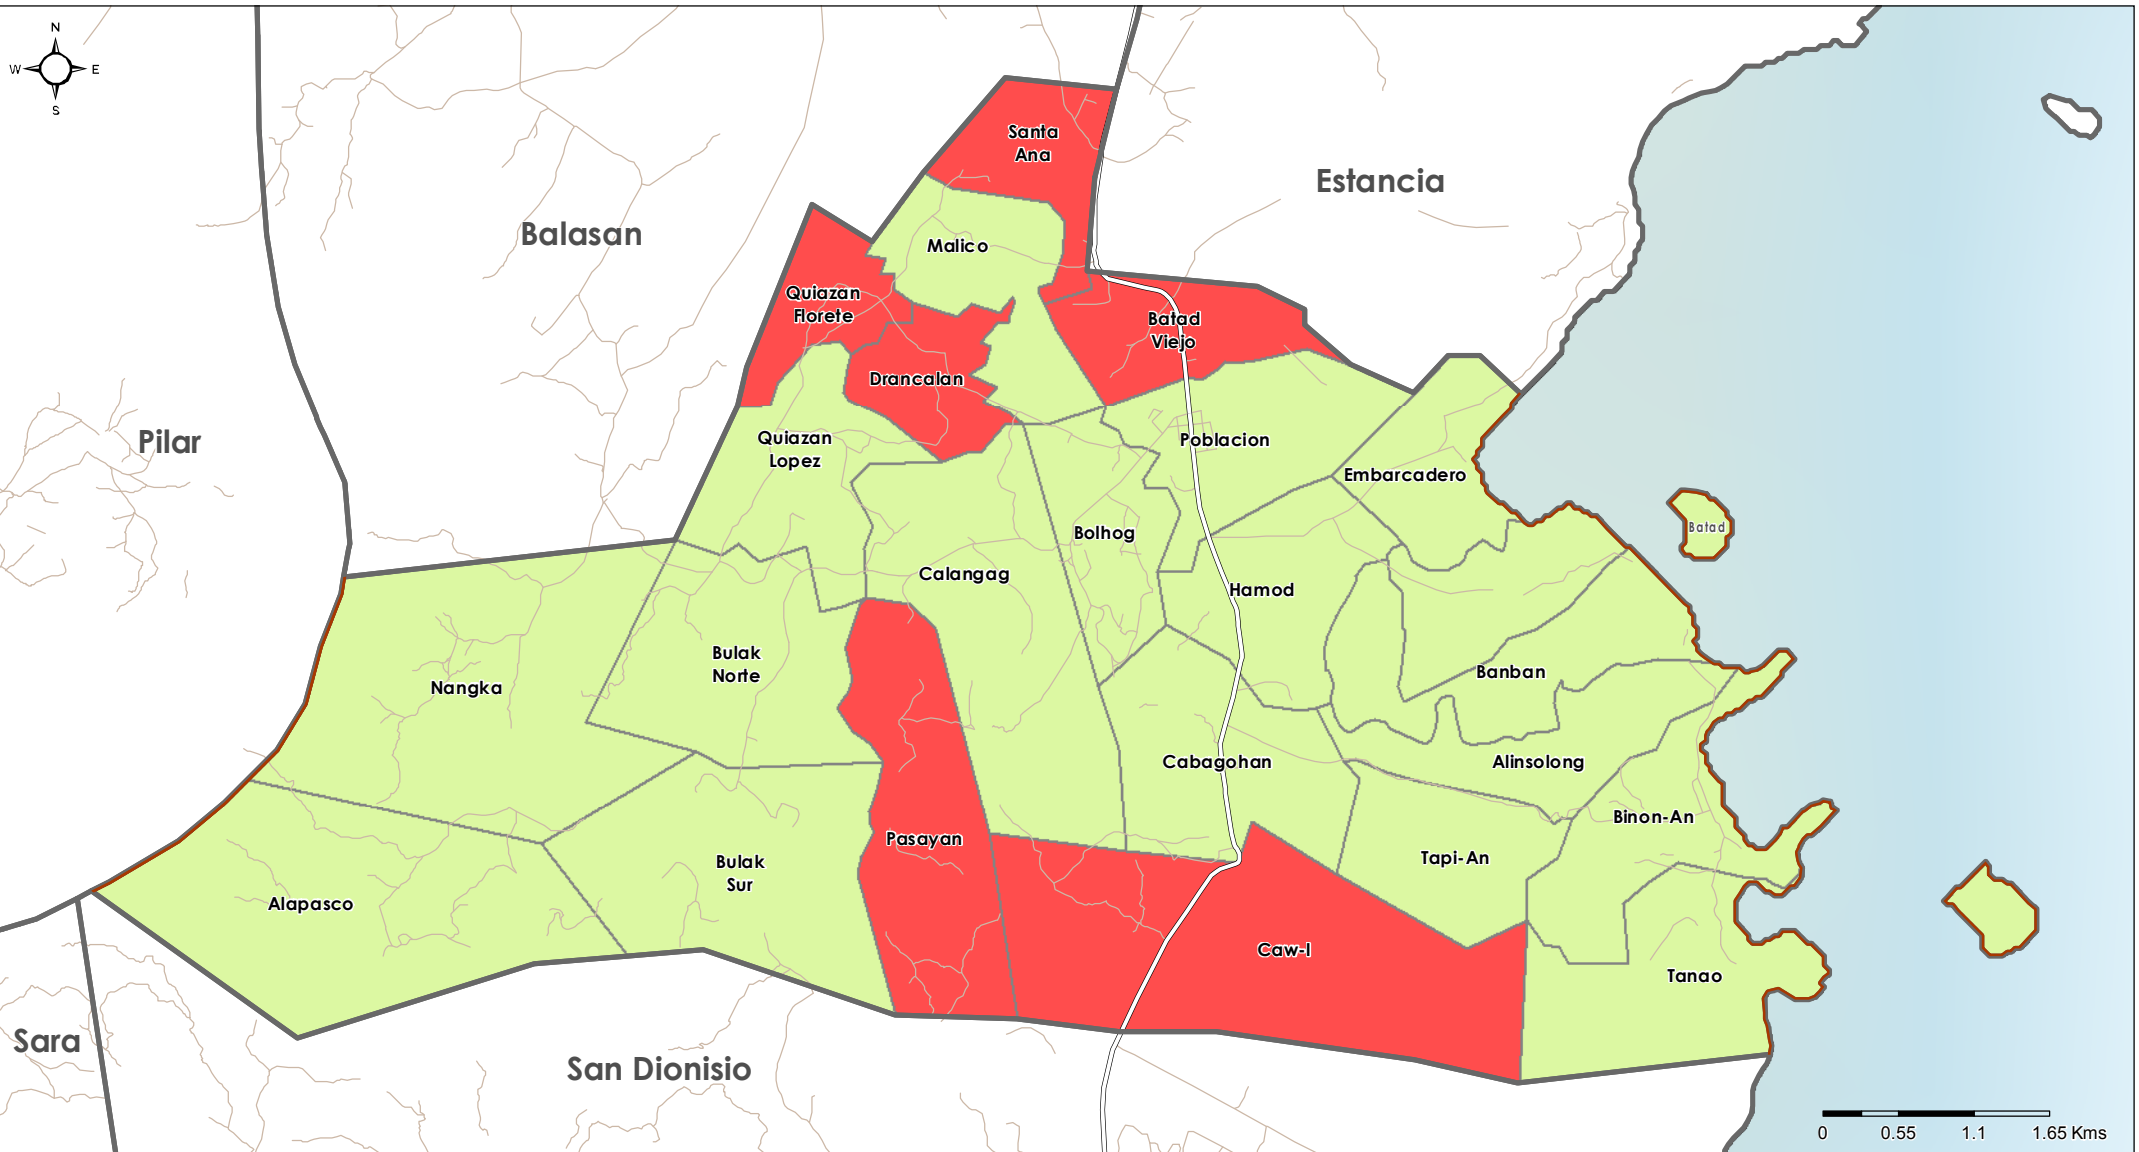 N
W E
S
Santa
Ana
Estancia
Balasan
Malico
Quiazan
Florete
Batad
Viejo
Drancalan
Pilar
Quiazan
Lopez
Poblacion
Embarcadero
Batad
Bolhog
Calangag
Hamod
Bulak
Norte
Banban
Nangka
Cabagohan
Alinsolong
Binon-An
Pasayan
Tapi-An
Bulak
Sur
Alapasco
Caw-I
Tanao
Sara
San Dionisio
0 0.55 1.1 1.65 Kms